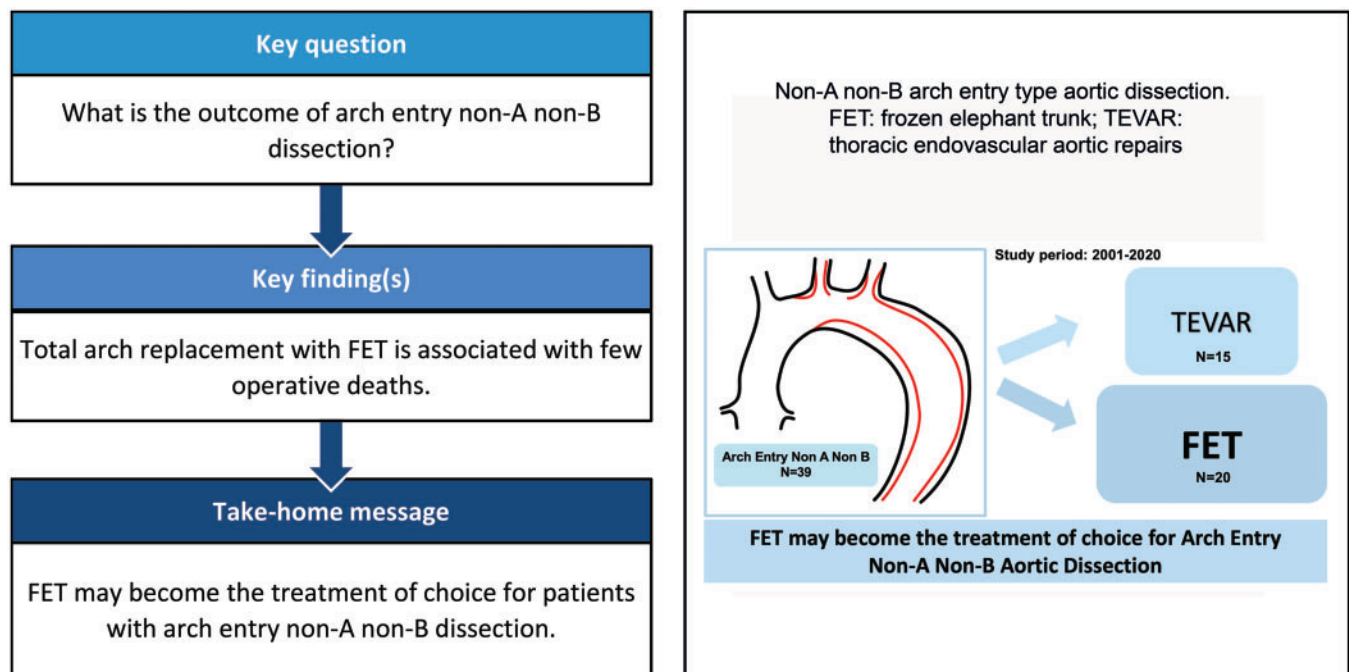 Key question
What is the outcome of arch entry non-A non-B
dissection?
Key finding(s)
Total arch replacement with FET is associated with few
operative deaths.
Take-home message
FET may become the treatment of choice for patients
with arch entry non-A non-B dissection.
Non-A non-B arch entry type aortic dissection.
FET: frozen elephant trunk; TEVAR:
thoracic endovascular aortic repairs
Study period: 2001-2020
Arch Entry Non A Non B
N=39
TEVAR
N=15
FET
N=20
FET may become the treatment of choice for Arch Entry
Non-A Non-B Aortic Dissection